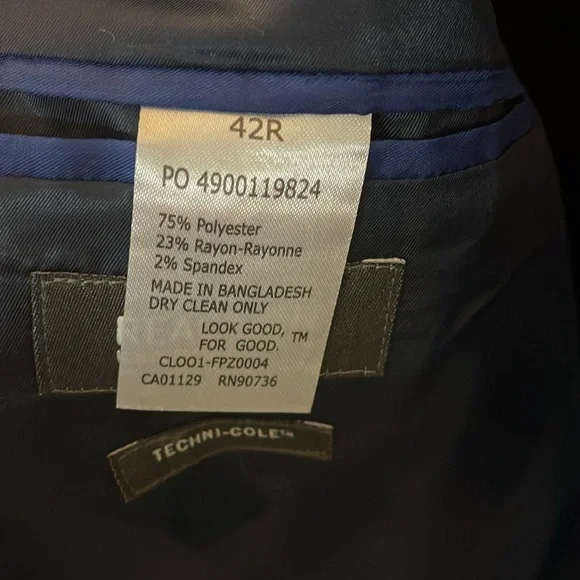 42R
PO 4900119824
75% Polyester
23% Rayon-Rayonne
2% Spandex
MADE IN BANGLADESH
DRY CLEAN ONLY
LOOK GOOD, ™
FOR GOOD.
CLOO1-FPZ0004
CA01129 RN90736
TECHNI-COLE™